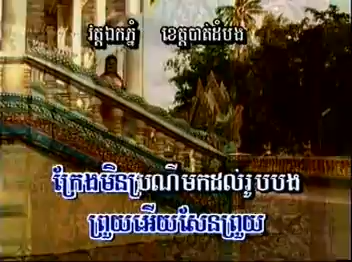 វត្តឯកភ្នំ ខេត្តបាត់ដំបង
ក្រែងមិនប្រណីមកដល់រូបបង
ព្រួយអើយសែនព្រួយ